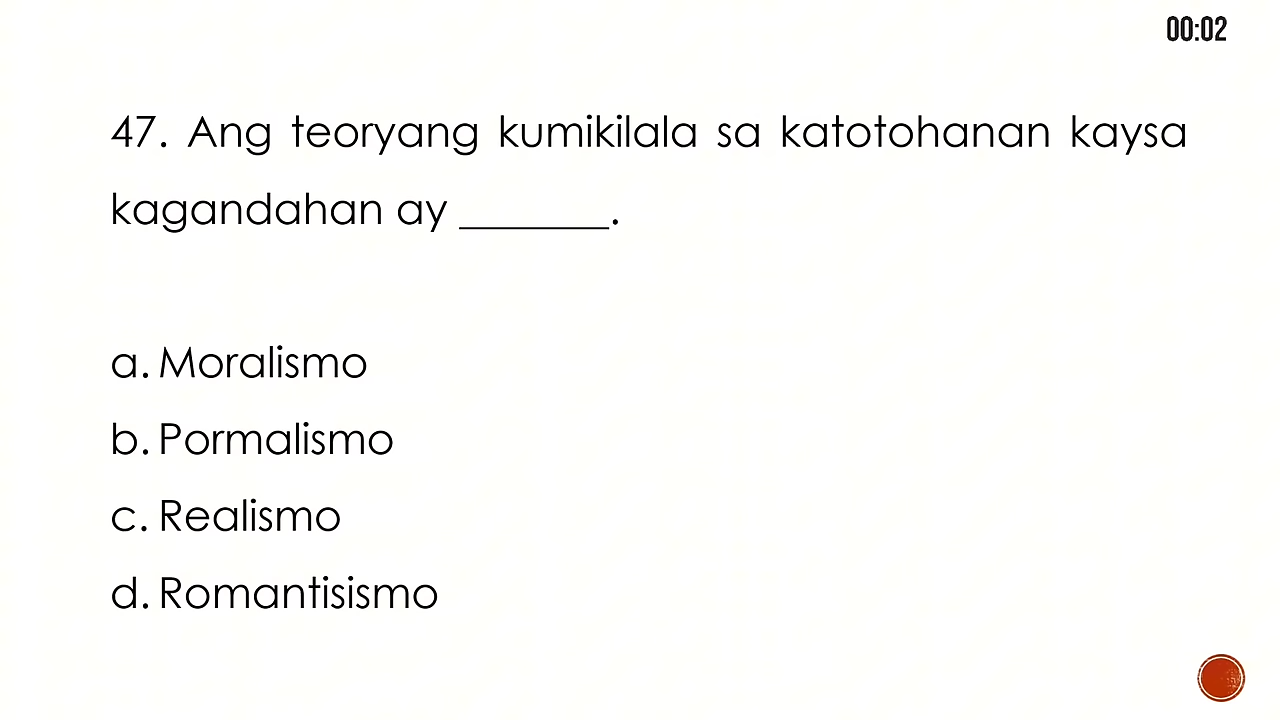 00:02
47. Ang teoryang kumikilala sa katotohanan kaysa
kagandahan ay _______.
a. Moralismo
b. Pormalismo
c. Realismo
d. Romantisismo